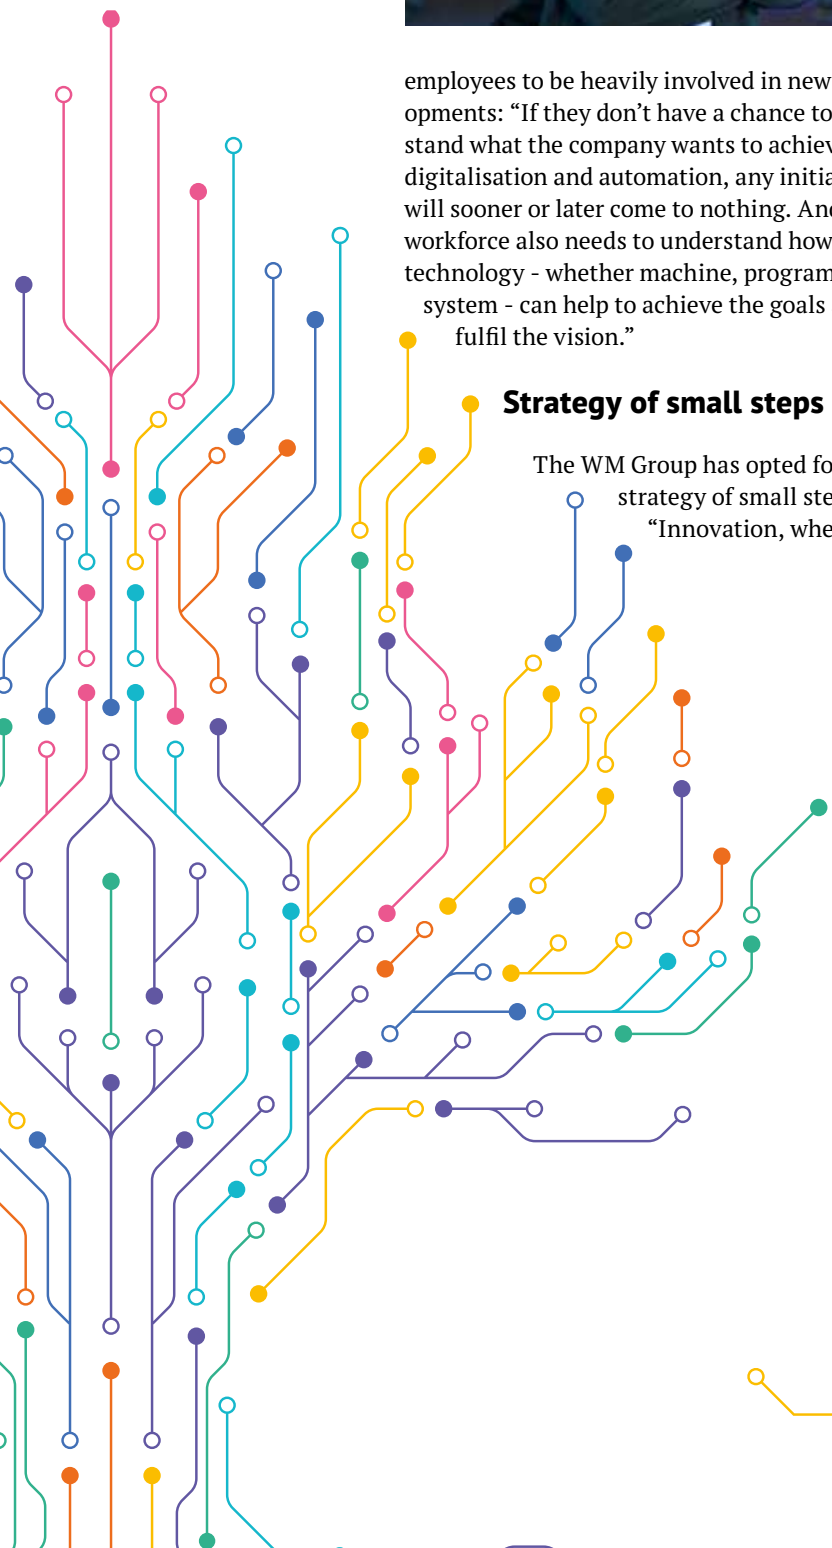 employees to be heavily involved in new
opments: “If they don’t have a chance to
stand what the company wants to achiev
digitalisation and automation, any initia
will sooner or later come to nothing. And
workforce also needs to understand how
technology - whether machine, program
system - can help to achieve the goals
fulfil the vision.”
Strategy of small steps
The WM Group has opted fo
strategy of small ste
“Innovation, whe